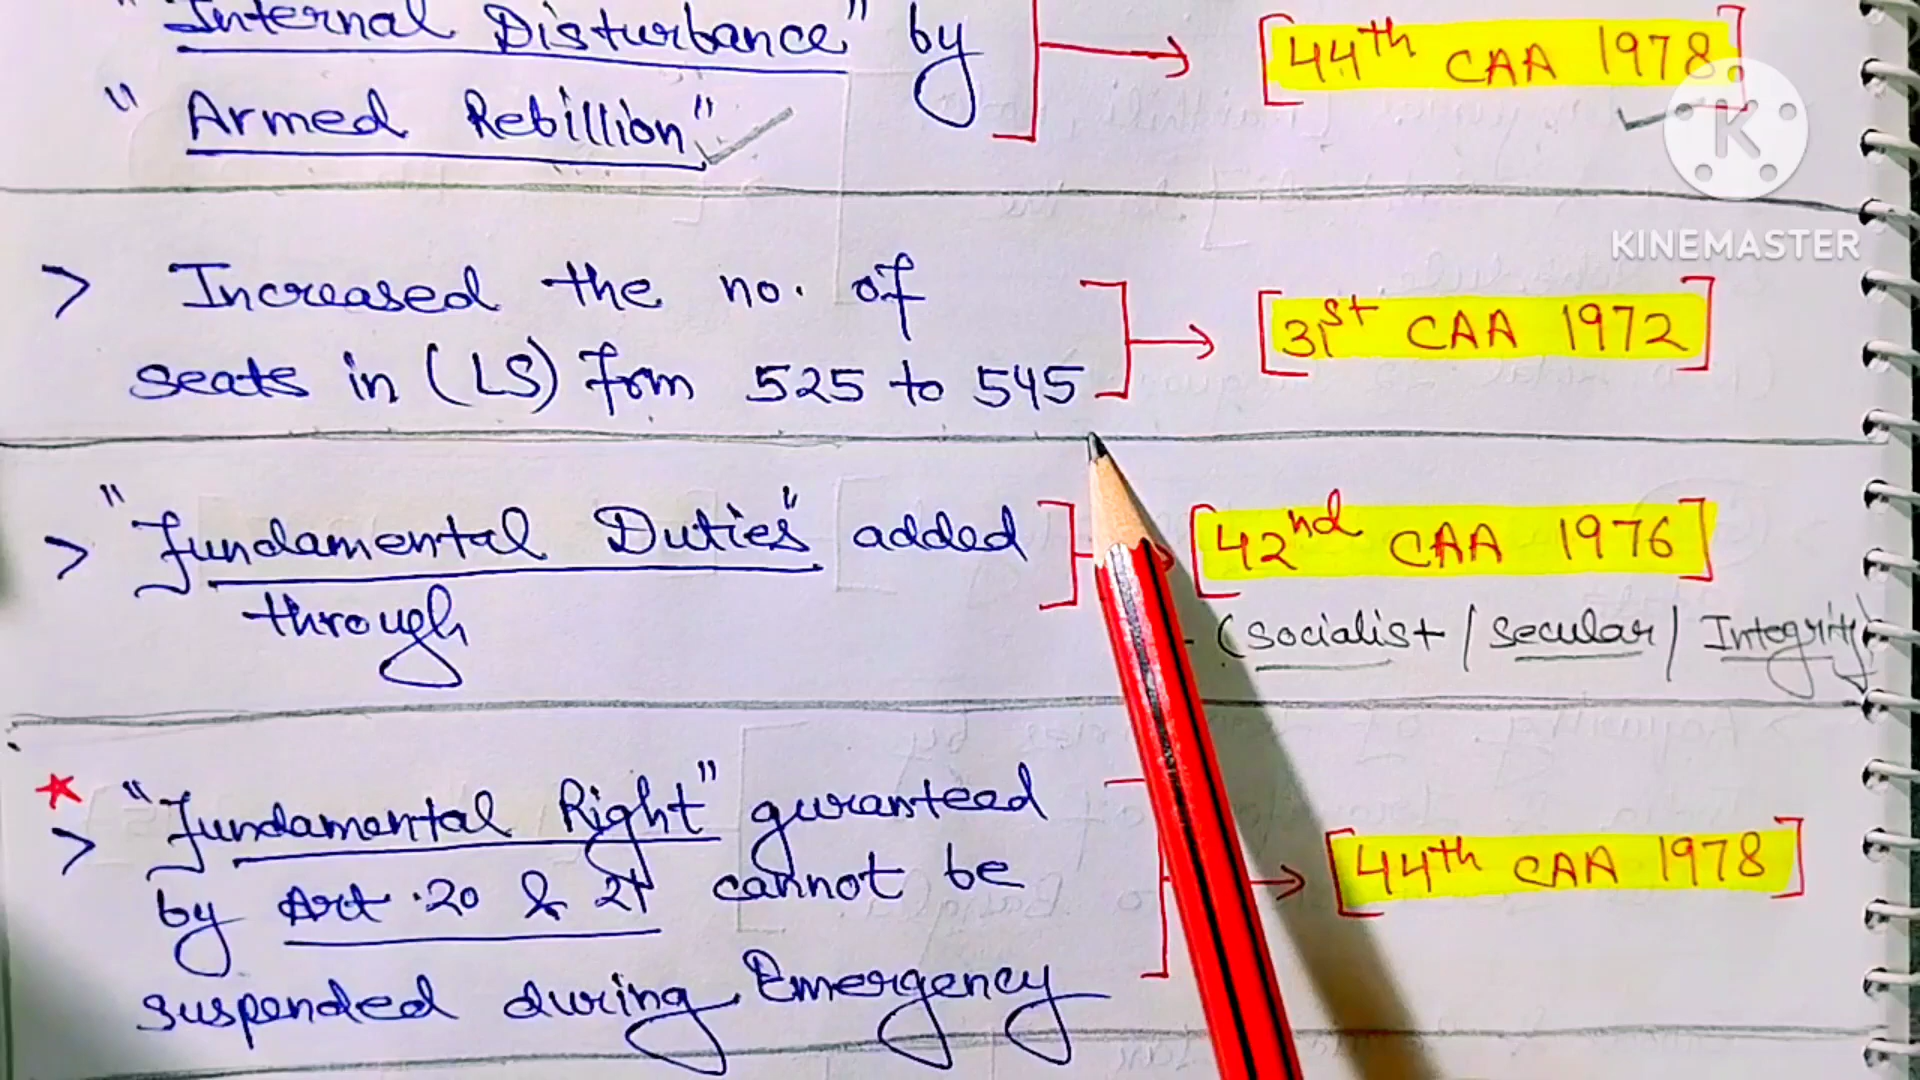 "Internal Disturbance" by
[44th CAA 1978]
"Armed Rebillion"
K
KINEMASTER
> Increased the no. of
seats in (LS) from 525 to 545
[31st CAA 1972]
> "Fundamental Duties" added
through
[42nd CAA 1976]
(Socialist / Secular / Integrity)
> "Fundamental Right" guranteed
by Art. 20 & 21 cannot be
suspended during Emergency
[44th CAA 1978]